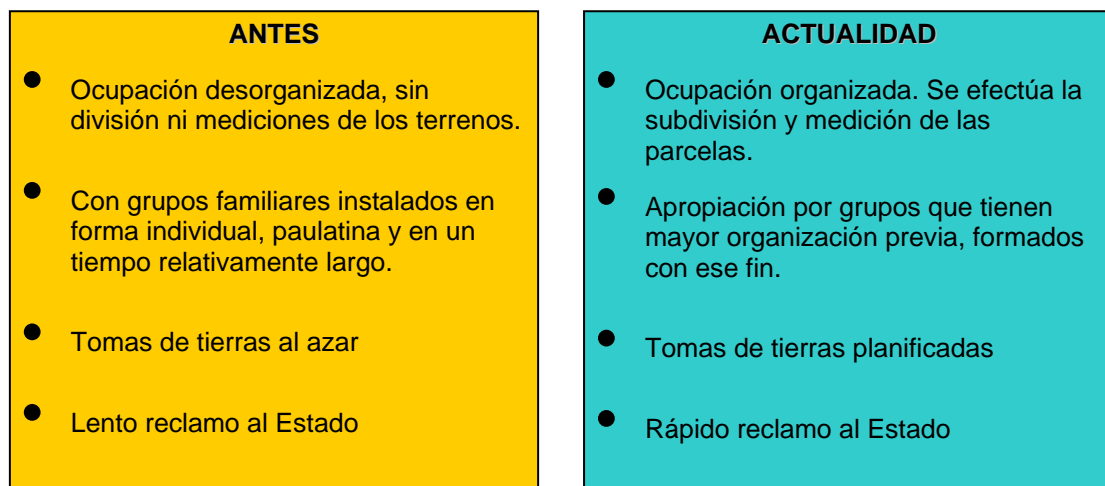 ANTES
● Ocupación desorganizada, sin
división ni mediciones de los terrenos.
● Con grupos familiares instalados en
forma individual, paulatina y en un
tiempo relativamente largo.
● Tomas de tierras al azar
● Lento reclamo al Estado
ACTUALIDAD
● Ocupación organizada. Se efectúa la
subdivisión y medición de las
parcelas.
● Apropiación por grupos que tienen
mayor organización previa, formados
con ese fin.
● Tomas de tierras planificadas
● Rápido reclamo al Estado